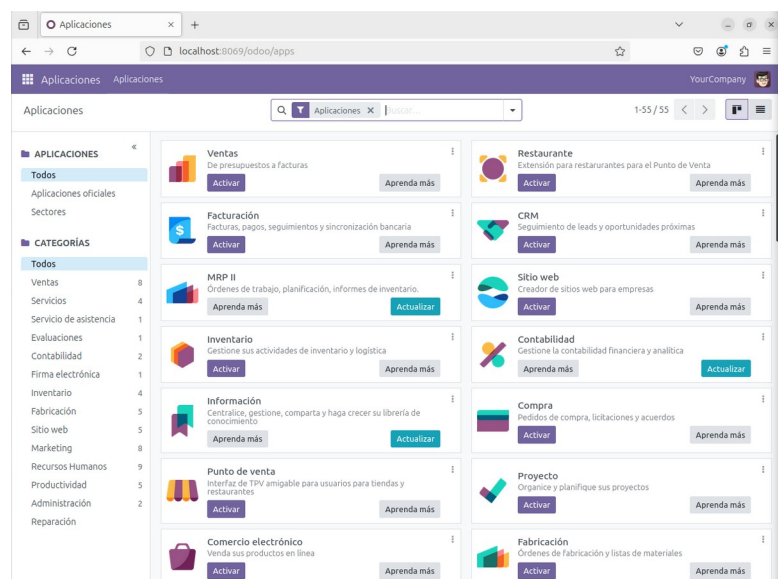 Aplicaciones
localhost:8069/odoo/apps
Aplicaciones
Aplicaciones
YourCompany
Aplicaciones
Aplicaciones
Buscar...
1-55 / 55
APLICACIONES
Todos
Aplicaciones oficiales
Sectores
CATEGORÍAS
Todos
Ventas 8
Servicios 4
Servicio de asistencia 1
Evaluaciones 1
Contabilidad 2
Firma electrónica 1
Inventario 4
Fabricación 5
Sitio web 5
Marketing 8
Recursos Humanos 9
Productividad 5
Administración 2
Reparación
Ventas
De presupuestos a facturas
Activar
Aprenda más
Restaurante
Extensión para restarurantes para el Punto de Venta
Activar
Aprenda más
Facturación
Facturas, pagos, seguimientos y sincronización bancaria
Activar
Aprenda más
CRM
Seguimiento de leads y oportunidades próximas
Activar
Aprenda más
MRP II
Órdenes de trabajo, planificación, informes de inventario.
Aprenda más
Actualizar
Sitio web
Creador de sitios web para empresas
Activar
Aprenda más
Inventario
Gestione sus actividades de inventario y logística
Activar
Aprenda más
Contabilidad
Gestione la contabilidad financiera y analítica
Aprenda más
Actualizar
Información
Centralice, gestione, comparta y haga crecer su librería de
conocimiento
Aprenda más
Actualizar
Compra
Pedidos de compra, licitaciones y acuerdos
Activar
Aprenda más
Punto de venta
Interfaz de TPV amigable para usuarios para tiendas y
restaurantes
Activar
Aprenda más
Proyecto
Organice y planifique sus proyectos
Activar
Aprenda más
Comercio electrónico
Venda sus productos en línea
Activar
Aprenda más
Fabricación
Órdenes de fabricación y listas de materiales
Activar
Aprenda más